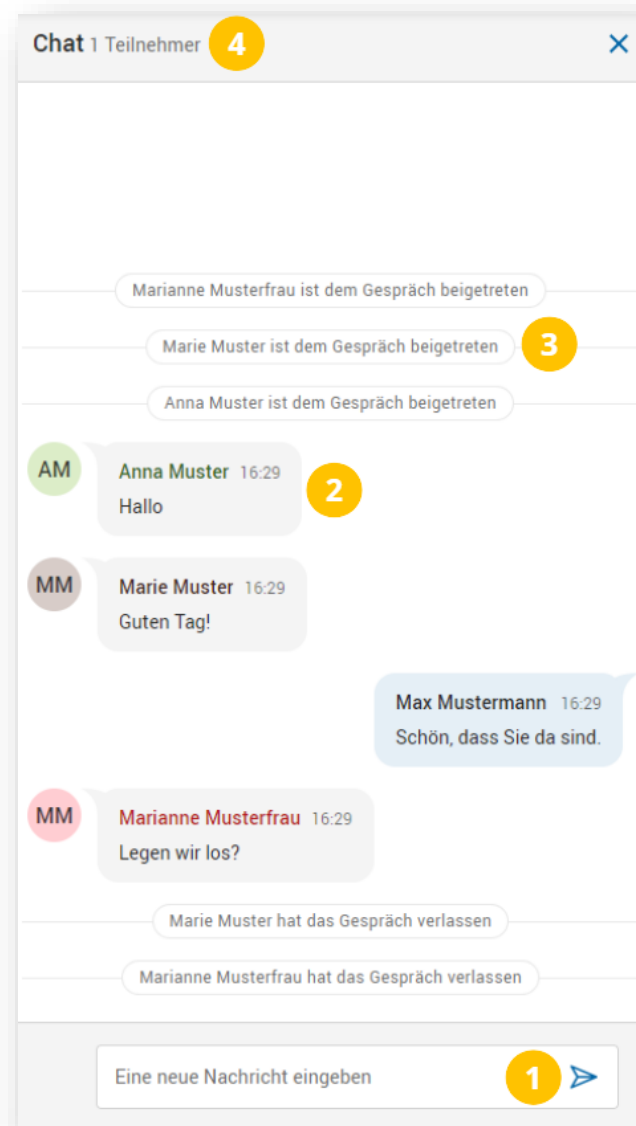 Chat 1 Teilnehmer 4
Marianne Musterfrau ist dem Gespräch beigetreten
Marie Muster ist dem Gespräch beigetreten 3
Anna Muster ist dem Gespräch beigetreten
AM
Anna Muster 16:29
Hallo
2
MM
Marie Muster 16:29
Guten Tag!
Max Mustermann 16:29
Schön, dass Sie da sind.
MM
Marianne Musterfrau 16:29
Legen wir los?
Marie Muster hat das Gespräch verlassen
Marianne Musterfrau hat das Gespräch verlassen
Eine neue Nachricht eingeben 1